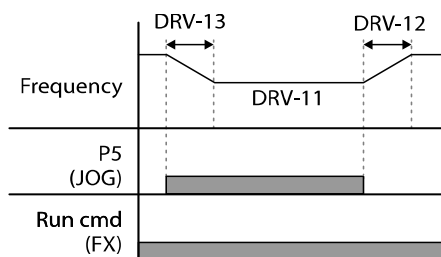 DRV-13
DRV-12
Frequency
DRV-11
P5
(JOG)
Run cmd
(FX)